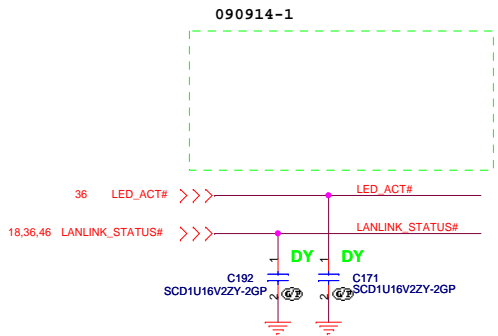 090914-1
36 LED_ACT# LED_ACT#
18,36,46 LANLINK_STATUS# LANLINK_STATUS#
1 DY 1 DY
C192 C171
SCD1U16V2ZY-2GP SCD1U16V2ZY-2GP
2 G/P 2 G/P